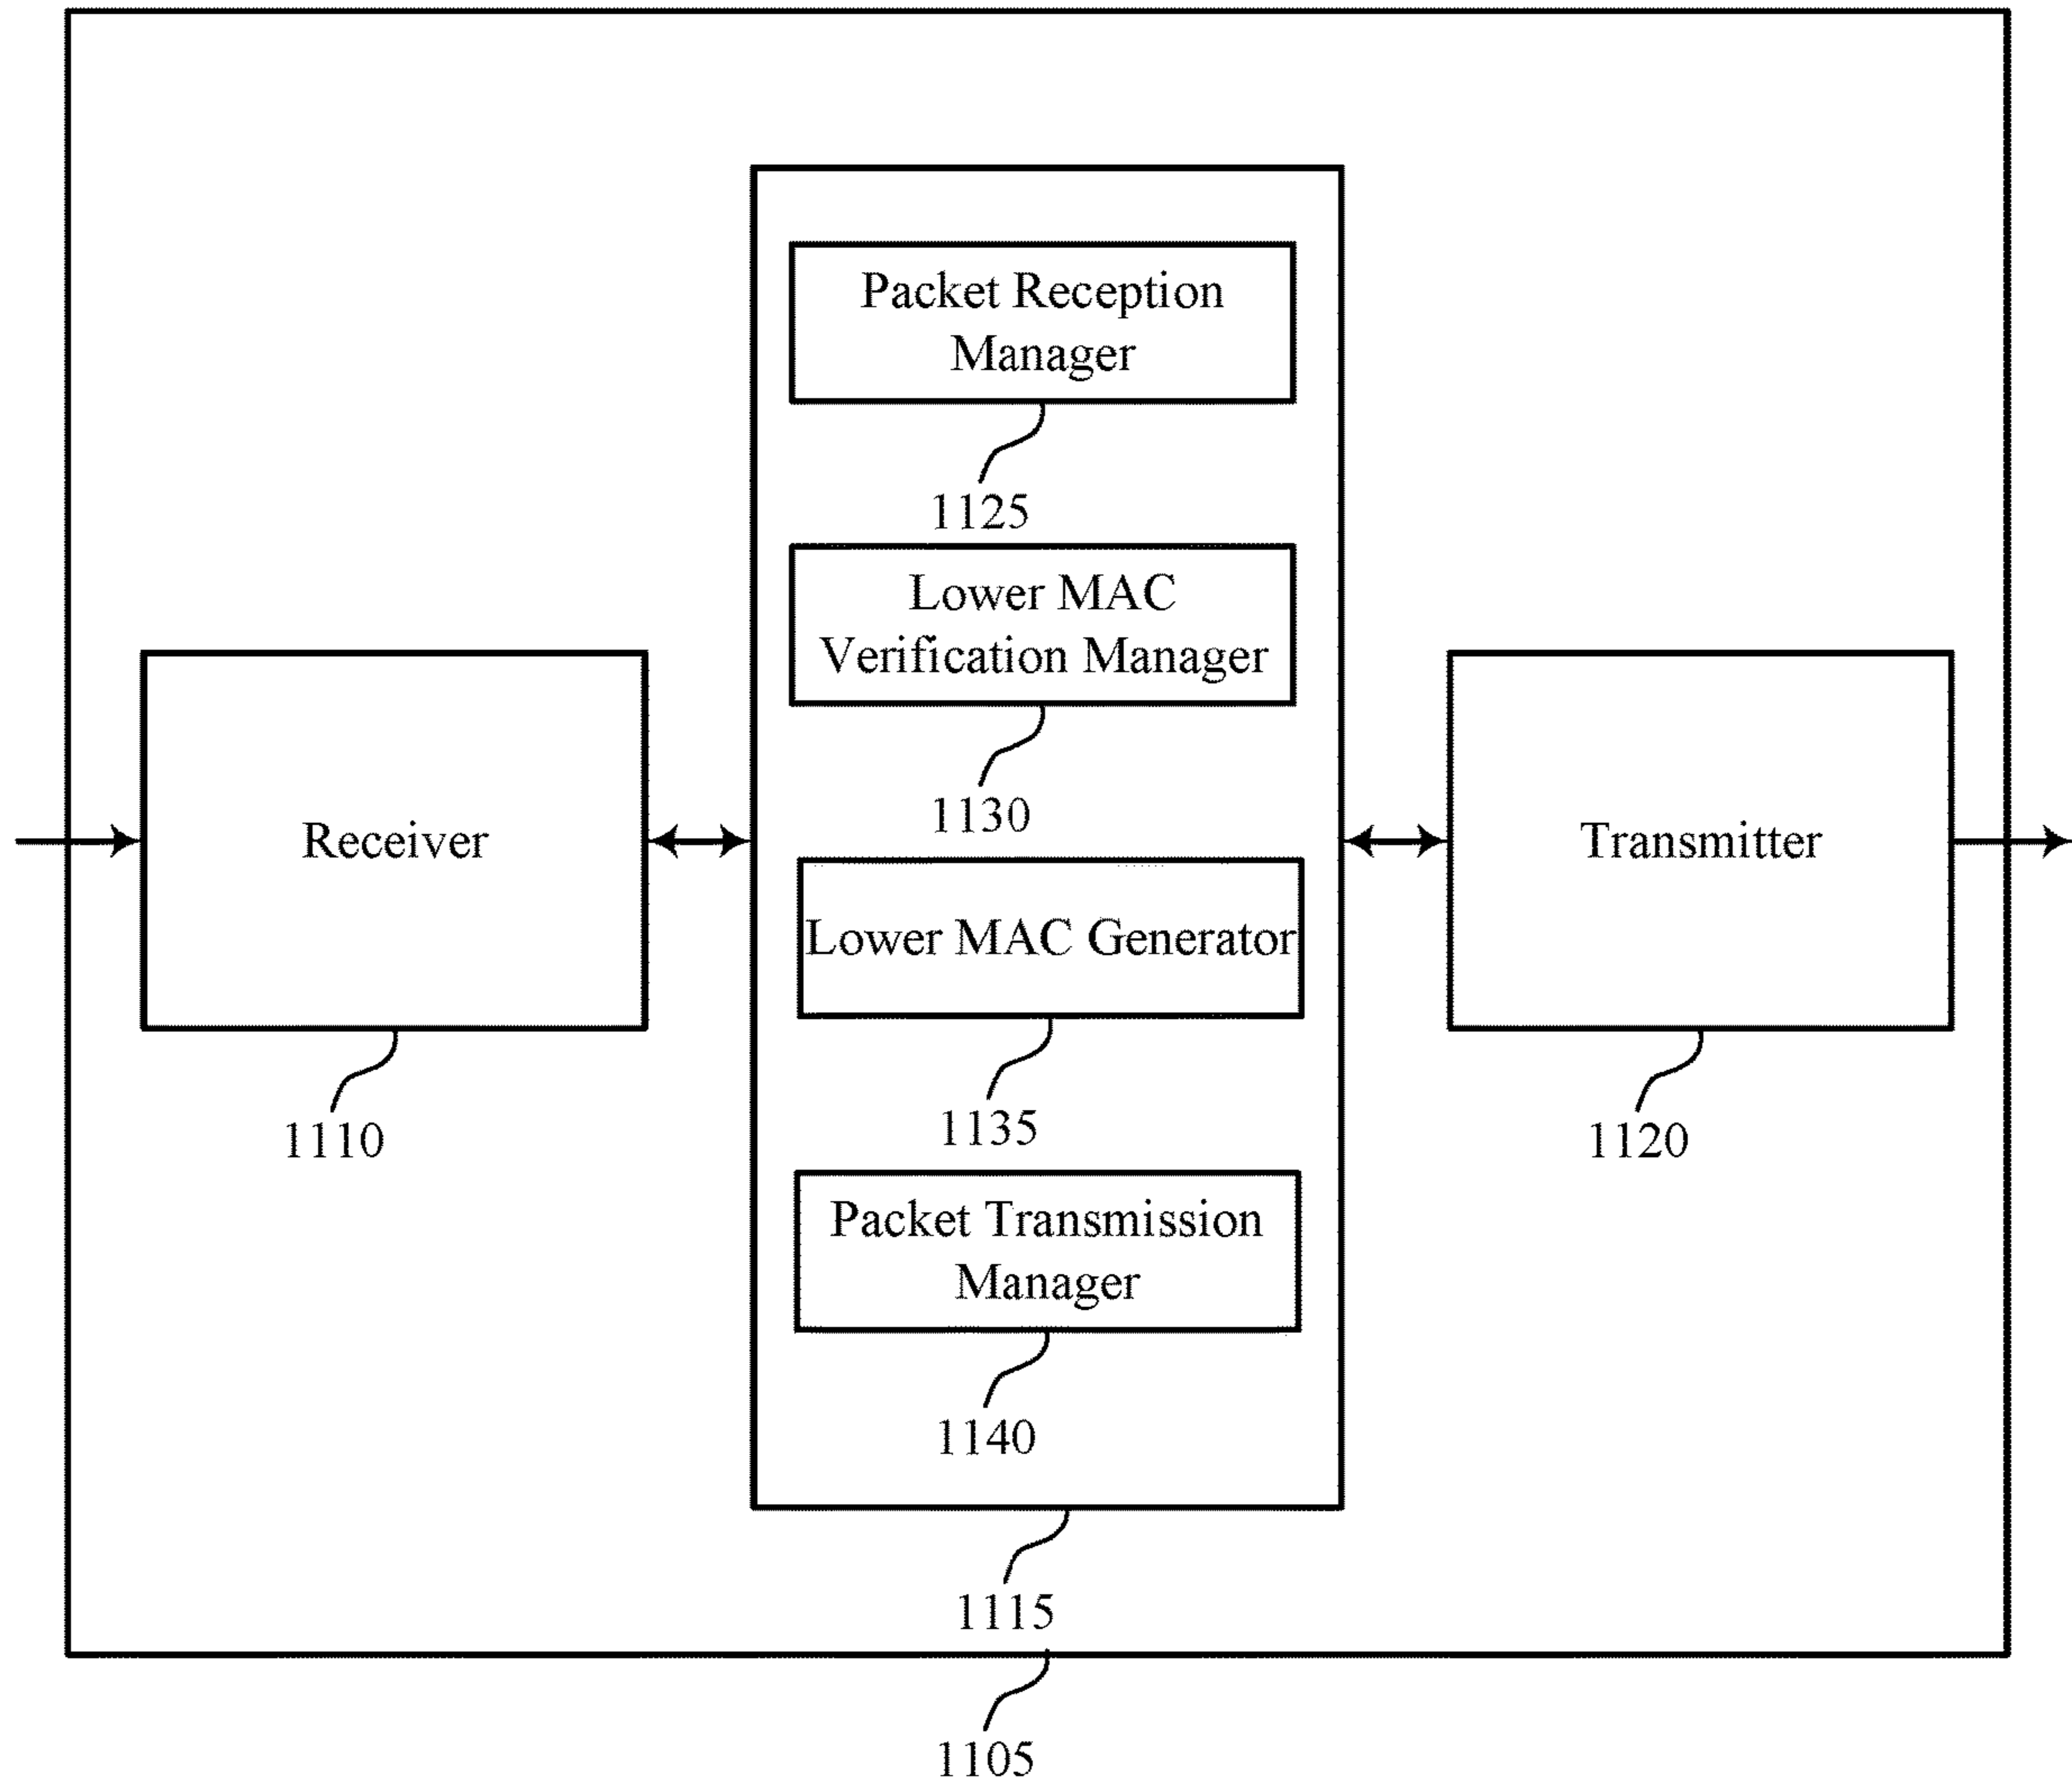 Packet Reception
Manager
1125
Lower MAC
Verification Manager
1130
Receiver
1110
Lower MAC Generator
1135
Transmitter
1120
Packet Transmission
Manager
1140
1115
1105